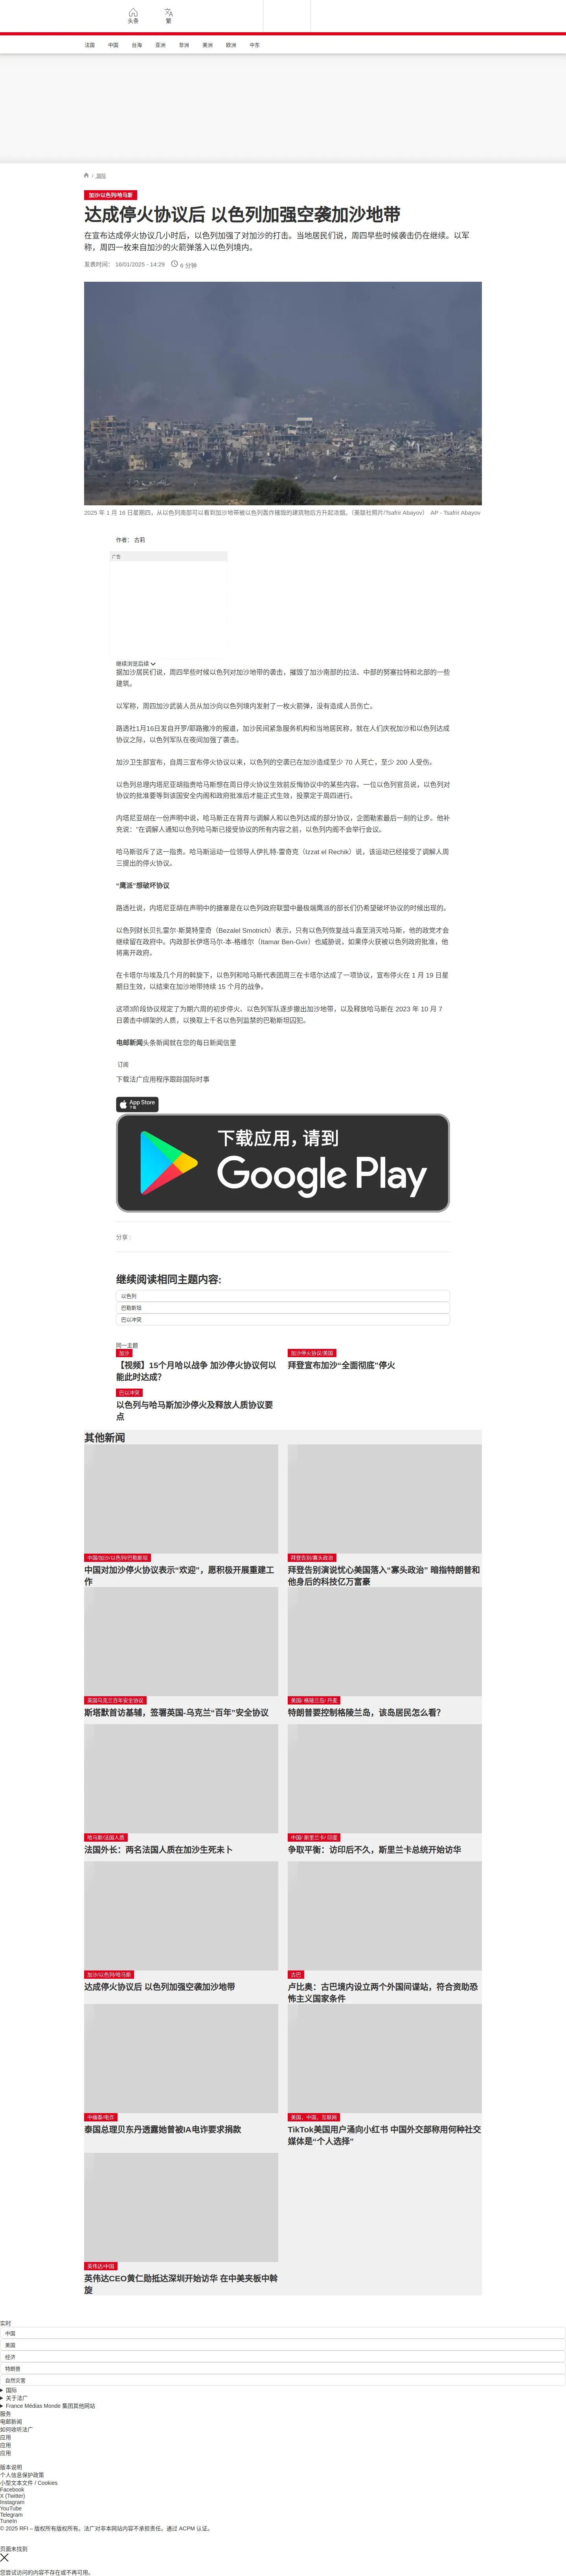 头条
繁
法国
中国
台海
亚洲
非洲
美洲
欧洲
中东
/ 国际
加沙/以色列/哈马斯
达成停火协议后 以色列加强空袭加沙地带
在宣布达成停火协议几小时后，以色列加强了对加沙的打击。当地居民们说，周四早些时候袭击仍在继续。以军
称，周四一枚来自加沙的火箭弹落入以色列境内。
发表时间： 16/01/2025 - 14:29
6 分钟
2025 年 1 月 16 日星期四，从以色列南部可以看到加沙地带被以色列轰炸摧毁的建筑物后方升起浓烟。（美联社照片/Tsafrir Abayov） AP - Tsafrir Abayov
作者： 古莉
广告
继续浏览后续
据加沙居民们说，周四早些时候以色列对加沙地带的袭击，摧毁了加沙南部的拉法、中部的努塞拉特和北部的一些
建筑。
以军称，周四加沙武装人员从加沙向以色列境内发射了一枚火箭弹，没有造成人员伤亡。
路透社1月16日发自开罗/耶路撒冷的报道，加沙民间紧急服务机构和当地居民称，就在人们庆祝加沙和以色列达成
协议之际，以色列军队在夜间加强了袭击。
加沙卫生部宣布，自周三宣布停火协议以来，以色列的空袭已在加沙造成至少 70 人死亡，至少 200 人受伤。
以色列总理内塔尼亚胡指责哈马斯想在周日停火协议生效前反悔协议中的某些内容。一位以色列官员说，以色列对
协议的批准要等到该国安全内阁和政府批准后才能正式生效，投票定于周四进行。
内塔尼亚胡在一份声明中说，哈马斯正在背弃与调解人和以色列达成的部分协议，企图勒索最后一刻的让步。他补
充说：”在调解人通知以色列哈马斯已接受协议的所有内容之前，以色列内阁不会举行会议。
哈马斯驳斥了这一指责。哈马斯运动一位领导人伊扎特-雷奇克（Izzat el Rechik）说，该运动已经接受了调解人周
三提出的停火协议。
“鹰派”想破坏协议
路透社说，内塔尼亚胡在声明中的搪塞是在以色列政府联盟中最极端鹰派的部长们仍希望破坏协议的时候出现的。
以色列财长贝扎雷尔·斯莫特里奇（Bezalel Smotrich）表示，只有以色列恢复战斗直至消灭哈马斯，他的政党才会
继续留在政府中。内政部长伊塔马尔-本-格维尔（Itamar Ben-Gvir）也威胁说，如果停火获被以色列政府批准，他
将离开政府。
在卡塔尔与埃及几个月的斡旋下，以色列和哈马斯代表团周三在卡塔尔达成了一项协议，宣布停火在 1 月 19 日星
期日生效，以结束在加沙地带持续 15 个月的战争。
这项3阶段协议规定了为期六周的初步停火、以色列军队逐步撤出加沙地带，以及释放哈马斯在 2023 年 10 月 7
日袭击中绑架的人质，以换取上千名以色列监禁的巴勒斯坦囚犯。
电邮新闻头条新闻就在您的每日新闻信里
订阅
下载法广应用程序跟踪国际时事
App Store
下载
下载应用，请到
Google Play
分享 :
继续阅读相同主题内容:
以色列
巴勒斯坦
巴以冲突
同一主题
加沙
【视频】15个月哈以战争 加沙停火协议何以
能此时达成？
加沙停火协议/美国
拜登宣布加沙“全面彻底”停火
巴以冲突
以色列与哈马斯加沙停火及释放人质协议要
点
其他新闻
中国/加沙/以色列/巴勒斯坦
中国对加沙停火协议表示“欢迎”，愿积极开展重建工
作
拜登告别/寡头政治
拜登告别演说忧心美国落入“寡头政治” 暗指特朗普和
他身后的科技亿万富豪
英国乌克兰百年安全协议
斯塔默首访基辅，签署英国-乌克兰“百年”安全协议
美国/ 格陵兰岛/ 丹麦
特朗普要控制格陵兰岛，该岛居民怎么看？
哈马斯/法国人质
法国外长：两名法国人质在加沙生死未卜
中国/ 斯里兰卡/ 印度
争取平衡：访印后不久，斯里兰卡总统开始访华
加沙/以色列/哈马斯
达成停火协议后 以色列加强空袭加沙地带
古巴
卢比奥：古巴境内设立两个外国间谍站，符合资助恐
怖主义国家条件
中缅泰/电诈
泰国总理贝东丹透露她曾被IA电诈要求捐款
美国，中国，互联网
TikTok美国用户涌向小红书 中国外交部称用何种社交
媒体是“个人选择”
英伟达/中国
英伟达CEO黄仁勋抵达深圳开始访华 在中美夹板中斡
旋
实时
中国
美国
经济
特朗普
自然灾害
国际
关于法广
France Médias Monde 集团其他网站
服务
电邮新闻
如何收听法广
应用
应用
应用
版本说明
个人信息保护政策
小型文本文件 / Cookies
Facebook
X (Twitter)
Instagram
YouTube
Telegram
TuneIn
© 2025 RFI – 版权所有版权所有。法广对非本网站内容不承担责任。通过 ACPM 认证。
页面未找到
您尝试访问的内容不存在或不再可用。